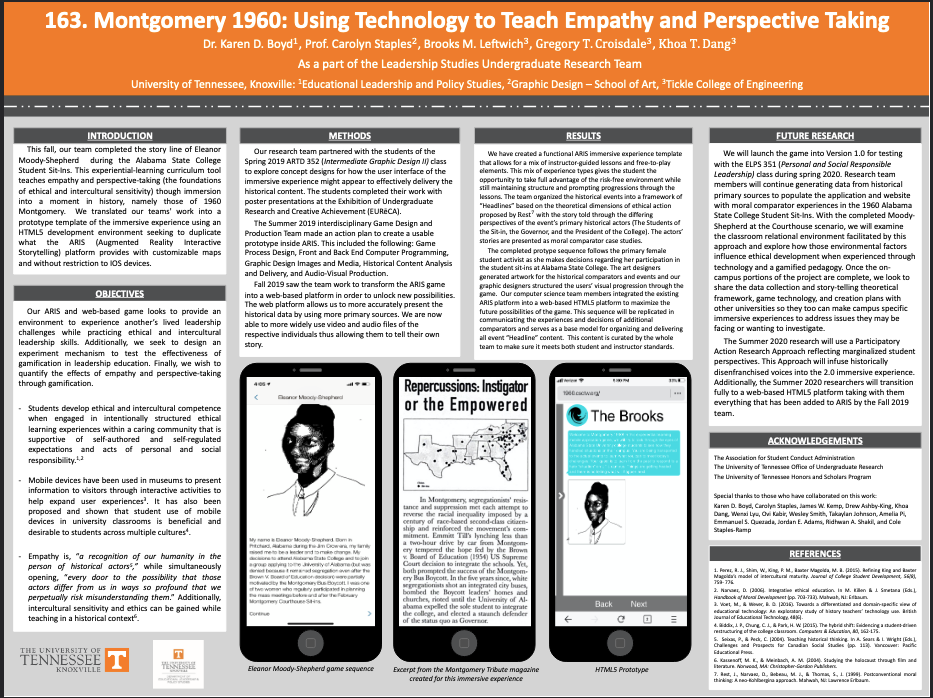 163. Montgomery 1960: Using Technology to Teach Empathy and Perspective Taking
Dr. Karen D. Boyd1, Prof. Carolyn Staples2, Brooks M. Leftwich3, Gregory T. Croisdale3, Khoa T. Dang3
As a part of the Leadership Studies Undergraduate Research Team
University of Tennessee, Knoxville: 1Educational Leadership and Policy Studies, 2Graphic Design – School of Art, 3Tickle College of Engineering
INTRODUCTION
This fall, our team completed the story line of Eleanor
Moody-Shepherd during the Alabama State College
Student Sit-Ins. This experiential-learning curriculum tool
teaches empathy and perspective-taking (the foundations
of ethical and intercultural sensitivity) though immersion
into a moment in history, namely those of 1960
Montgomery. We translated our teams' work into a
prototype template of the immersive experience using an
HTML5 development environment seeking to duplicate
what the ARIS (Augmented Reality Interactive
Storytelling) platform provides with customizable maps
and without restriction to IOS devices.
OBJECTIVES
Our ARIS and web-based game looks to provide an
environment to experience another's lived leadership
challenges while practicing ethical and intercultural
leadership skills. Additionally, we seek to design an
experiment mechanism to test the effectiveness of
gamification in leadership education. Finally, we wish to
quantify the effects of empathy and perspective-taking
through gamification.
- Students develop ethical and intercultural competence
when engaged in intentionally structured ethical
learning experiences within a caring community that is
supportive of self-authored and self-regulated
expectations and acts of personal and social
responsibility.1,2
- Mobile devices have been used in museums to present
information to visitors through interactive activities to
help expand user experiences3. It has also been
proposed and shown that student use of mobile
devices in university classrooms is beneficial and
desirable to students across multiple cultures4.
- Empathy is, "a recognition of our humanity in the
person of historical actors5," while simultaneously
opening, "every door to the possibility that those
actors differ from us in ways so profound that we
perpetually risk misunderstanding them." Additionally,
intercultural sensitivity and ethics can be gained while
teaching in a historical context6.
THE UNIVERSITY OF
TENNESSEE
KNOXVILLE
T
METHODS
Our research team partnered with the students of the
Spring 2019 ARTD 352 (Intermediate Graphic Design II) class
to explore concept designs for how the user interface of the
immersive experience might appear to effectively delivery the
historical content. The students completed their work with
poster presentations at the Exhibition of Undergraduate
Research and Creative Achievement (EURēCA).
The Summer 2019 interdisciplinary Game Design and
Production Team made an action plan to create a usable
prototype inside ARIS. This included the following: Game
Process Design, Front and Back End Computer Programming,
Graphic Design Images and Media, Historical Content Analysis
and Delivery, and Audio-Visual Production.
Fall 2019 saw the team work to transform the ARIS game
into a web-based platform in order to unlock new possibilities.
The web platform allows us to more accurately present the
historical data by using more primary sources. We are now
able to more widely use video and audio files of the
respective individuals thus allowing them to tell their own
story.
RESULTS
We have created a functional ARIS immersive experience template
that allows for a mix of instructor-guided lessons and free-to-play
elements. This mix of experience types gives the student the
opportunity to take full advantage of the risk-free environment while
still maintaining structure and prompting progressions through the
lessons. The team organized the historical events into a framework of
"Headlines" based on the theoretical dimensions of ethical action
proposed by Rest7 with the story told through the differing
perspectives of the event's primary historical actors (The Students of
the Sit-in, the Governor, and the President of the College). The actors'
stories are presented as moral comparator case studies.
The completed protype sequence follows the primary female
student activist as she makes decisions regarding her participation in
the student sit-ins at Alabama State College. The art designers
generated artwork for the historical comparators and events and our
graphic designers structured the users' visual progression through the
game. Our computer science team members integrated the existing
ARIS platform into a web-based HTML5 platform to maximize the
future possibilities of the game. This sequence will be replicated in
communicating the experiences and decisions of additional
comparators and serves as a base model for organizing and delivering
all event "Headline" content. This content is curated by the whole
team to make sure it meets both student and instructor standards.
4:05
Eleanor Moody-Shepherd
My name is Eleanor Moody-Shepherd. Born in
Pritchard, Alabama during the Jim Crow era, my family
raised me to be a leader and to make change. My
decisions to attend Alabama State College and to join
a group applying to the University of Alabama (but was
denied because it remained segregation even after the
Brown V. Board of Education decision) were partially
motivated by the Montgomery Bus Boycott. I was one
of two women who regularly participated in planning
the mass meetings/sit-ins and after the February
Montgomery Courthouse Sit-ins.
Continue
Eleanor Moody-Shepherd game sequence
Repercussions: Instigator
or the Empowered
In Montgomery, segregationists' resis-
tance and suppression met each attempt to
reverse the racial inequality imposed by a
century of race-based second-class citizen-
ship and reinforced the movement's com-
mitment. Emmit Till's lynching less than
a two-hour drive by car from Montgom-
ery tempered the hope fed by the Brown
v. Board of Education (1954) US Supreme
Court decision to integrate the schools. Yet,
both prompted the success of the Montgom-
ery Bus Boycott. In the five years since, white
segregationists shot at integrated city buses,
bombed the Boycott leaders' homes and
churches, rioted until the University of Al-
abama expelled the sole student to integrate
the college, and elected a staunch defender
of the status quo as Governor.
Excerpt from the Montgomery Tribute magazine
created for this immersive experience
Verizon
The Brooks
Back
Next
HTML5 Prototype
FUTURE RESEARCH
We will launch the game into Version 1.0 for testing
with the ELPS 351 (Personal and Social Responsible
Leadership) class during spring 2020. Research team
members will continue generating data from historical
primary sources to populate the application and website
with moral comparator experiences in the 1960 Alabama
State College Student Sit-Ins. With the completed Moody-
Shepherd at the Courthouse scenario, we will examine
the classroom relational environment facilitated by this
approach and explore how those environmental factors
influence ethical development when experienced through
technology and a gamified pedagogy. Once the on-
campus portions of the project are complete, we look to
share the data collection and story-telling theoretical
framework, game technology, and creation plans with
other universities so they too can make campus specific
immersive experiences to address issues they may be
facing or wanting to investigate.
The Summer 2020 research will use a Participatory
Action Research Approach reflecting marginalized student
perspectives. This Approach will infuse historically
disenfranchised voices into the 2.0 immersive experience.
Additionally, the Summer 2020 researchers will transition
fully to a web-based HTML5 platform taking with them
everything that has been added to ARIS by the Fall 2019
team.
ACKNOWLEDGEMENTS
The Association for Student Conduct Administration
The University of Tennessee Office of Undergraduate Research
The University of Tennessee Honors and Scholars Program
Special thanks to those who have collaborated on this work:
Karen D. Boyd, Carolyn Staples, James W. Kemp, Drew Ashby-King, Khoa
Dang, Wenxi Lyu, Ovi Kabir, Wesley Smith, Takaylan Johnson, Amelia Pi,
Emmanuel S. Quezada, Jordan E. Adams, Ridhwan A. Shakil, and Cole
Staples-Ramp
REFERENCES
1. Perez, R. J., Shim, W., King, P. M., Baxter Magolda, M. B. (2015). Refining King and Baxter
Magolda's model of intercultural maturity. Journal of College Student Development, 56(8),
759- 776.
2. Narvaez, D. (2006). Integrative ethical education. In M. Killen & J. Smetana (Eds.),
Handbook of Moral Development (pp. 703-733). Mahwah, NJ: Erlbaum.
3. Voet, M., & Wever, B. D. (2016). Towards a differentiated and domain-specific view of
educational technology: An exploratory study of history teachers' technology use. British
Journal of Educational Technology, 48(6).
4. Biddix, J. P., Chung, C. J., & Park, H. W. (2015). The hybrid shift: Evidencing a student-driven
restructuring of the college classroom. Computers & Education, 80, 162-175.
5. Seixas, P., & Peck, C. (2004). Teaching historical thinking. In A. Sears & I. Wright (Eds.),
Challenges and Prospects for Canadian Social Studies (pp. 113). Vancouver: Pacific
Educational Press.
6. Kassenoff, M. K., & Meinbach, A. M. (2004). Studying the holocaust through film and
literature. Norwood, MA: Christopher-Gordon Publishers.
7. Rest, J., Narvaez, D., Bebeau, M. J., & Thomas, S., J. (1999). Postconventional moral
thinking: A neo-Kohlbergian approach. Mahwah, NJ: Lawrence Erlbaum.